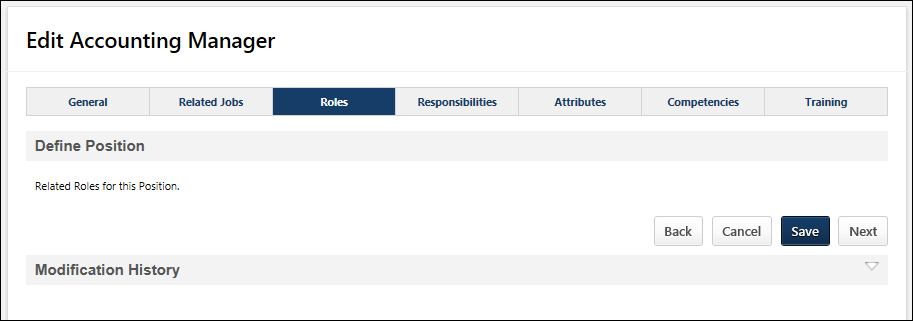 Edit Accounting Manager
General Related Jobs Roles Responsibilities Attributes Competencies Training
Define Position
Related Roles for this Position.
Back Cancel Save Next
Modification History